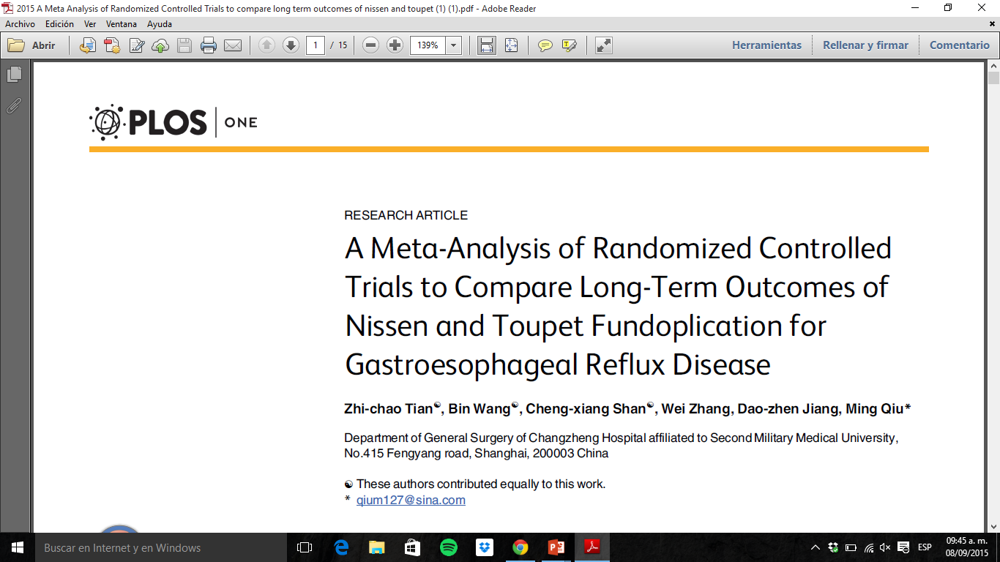 2015 A Meta Analysis of Randomized Controlled Trials to compare long term outcomes of nissen and toupet (1) (1).pdf - Adobe Reader
Archivo Edición Ver Ventana Ayuda
Abrir 1 / 15 139% Herramientas Rellenar y firmar Comentario
PLOS ONE
RESEARCH ARTICLE
A Meta-Analysis of Randomized Controlled
Trials to Compare Long-Term Outcomes of
Nissen and Toupet Fundoplication for
Gastroesophageal Reflux Disease
Zhi-chao Tian☯, Bin Wang☯, Cheng-xiang Shan☯, Wei Zhang, Dao-zhen Jiang, Ming Qiu*
Department of General Surgery of Changzheng Hospital affiliated to Second Military Medical University,
No.415 Fengyang road, Shanghai, 200003 China
☯ These authors contributed equally to this work.
* qium127@sina.com
Buscar en Internet y en Windows
ESP
09:45 a. m.
08/09/2015